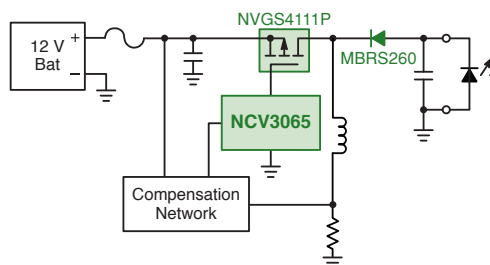 NVGS4111P
12 V
Bat
+
−
MBRS260
NCV3065
Compensation
Network